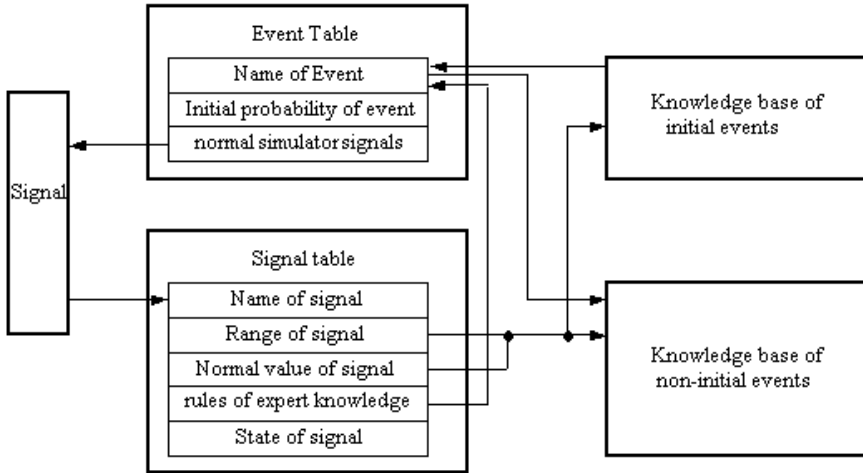 Event Table
Name of Event
Initial probability of event
normal simulator signals
Signal
Signal table
Name of signal
Range of signal
Normal value of signal
rules of expert knowledge
State of signal
Knowledge base of
initial events
Knowledge base of
non-initial events